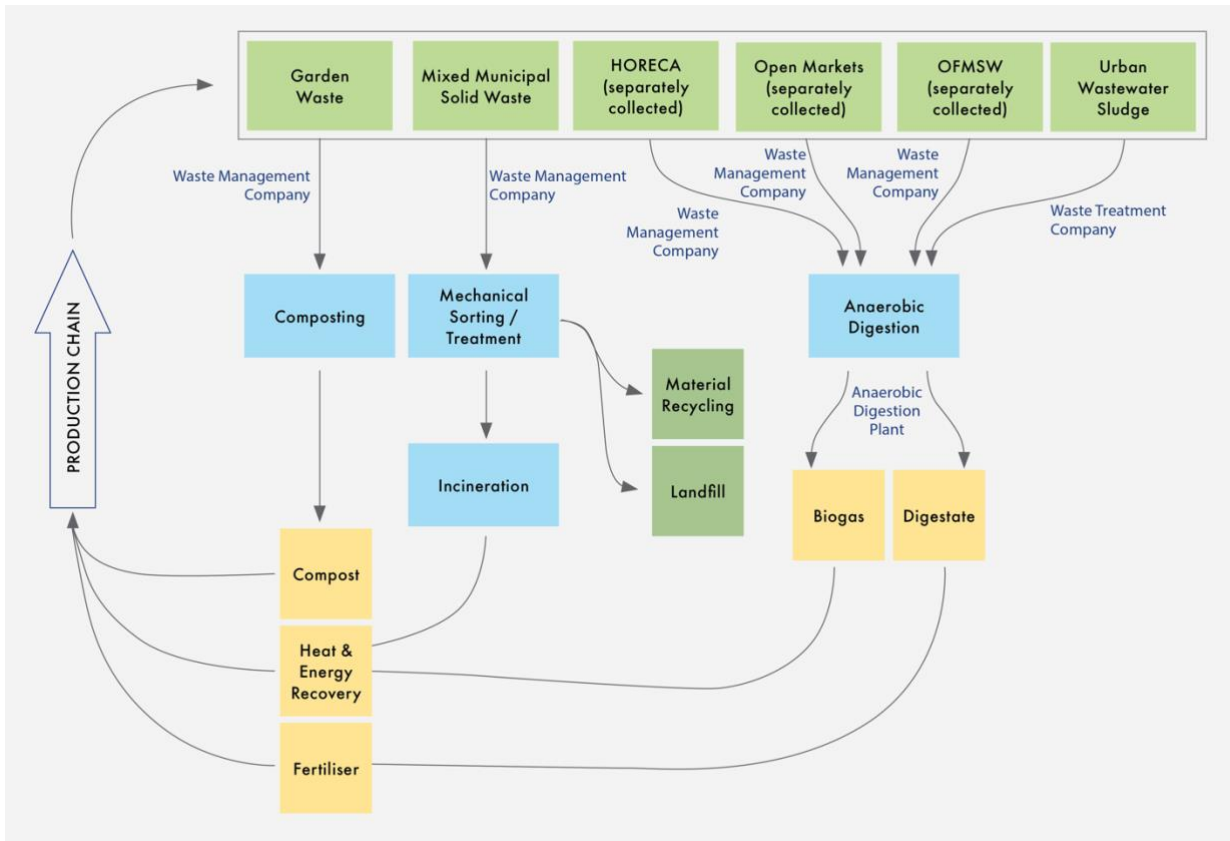 Garden
Waste
Mixed Municipal
Solid Waste
HORECA
(separately
collected)
Open Markets
(separately
collected)
OFMSW
(separately
collected)
Urban
Wastewater
Sludge
Waste Management
Company
Waste Management
Company
Waste
Management
Company
Waste
Management
Company
Waste
Management
Company
Waste Treatment
Company
PRODUCTION CHAIN
Composting
Mechanical
Sorting /
Treatment
Anaerobic
Digestion
Material
Recycling
Anaerobic
Digestion
Plant
Incineration
Landfill
Biogas
Digestate
Compost
Heat &
Energy
Recovery
Fertiliser